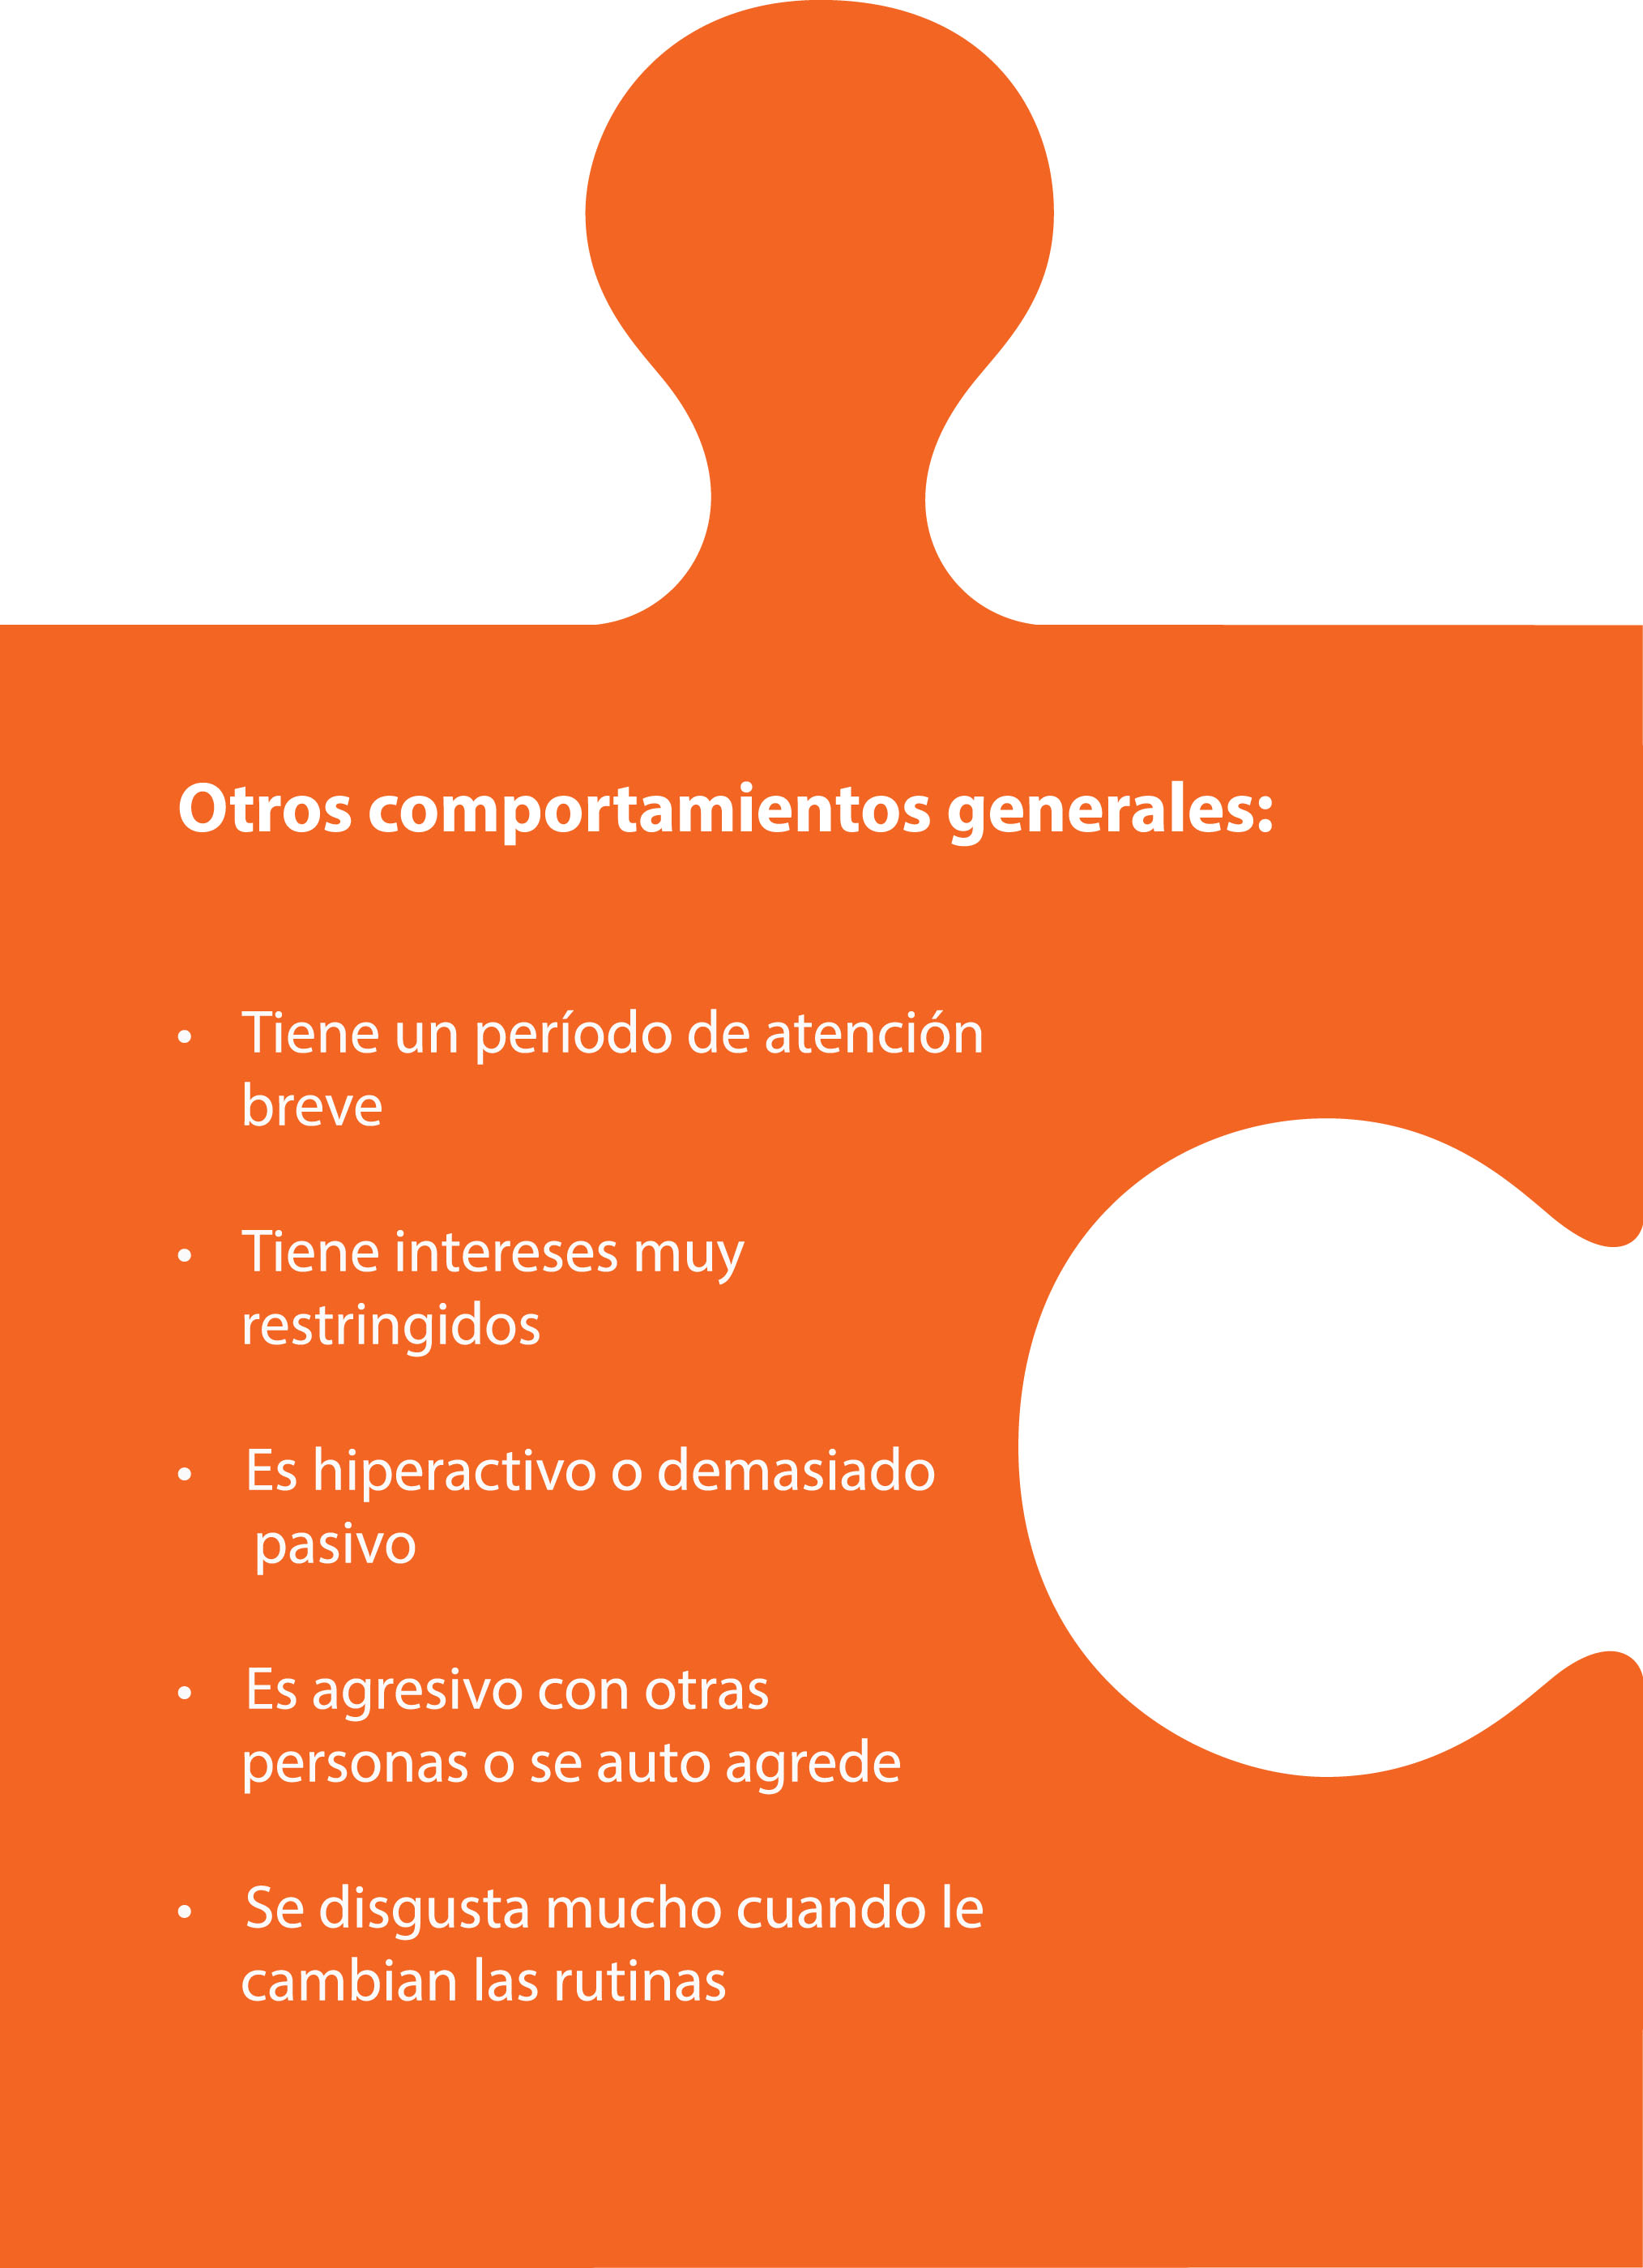 Otros comportamientos generales:
• Tiene un período de atención
breve
• Tiene intereses muy
restringidos
• Es hiperactivo o demasiado
pasivo
• Es agresivo con otras
personas o se auto agrede
• Se disgusta mucho cuando le
cambian las rutinas